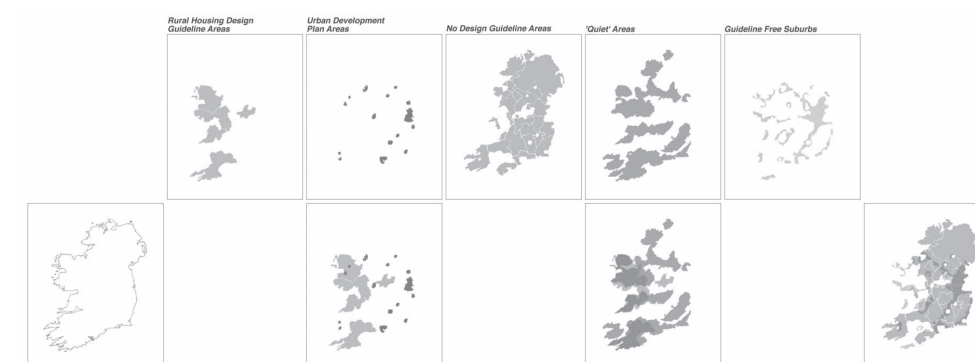 Rural Housing Design
Guideline Areas
Urban Development
Plan Areas
No Design Guideline Areas
'Quiet' Areas
Guideline Free Suburbs